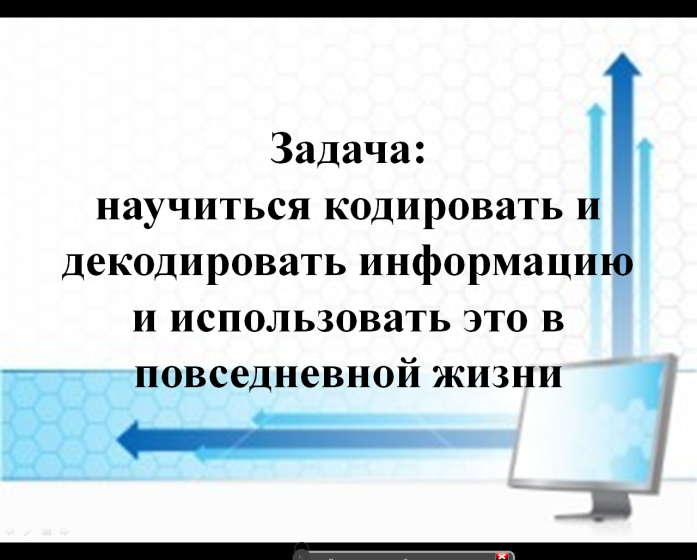 Задача:
научиться кодировать и
декодировать информацию
и использовать это в
повседневной жизни